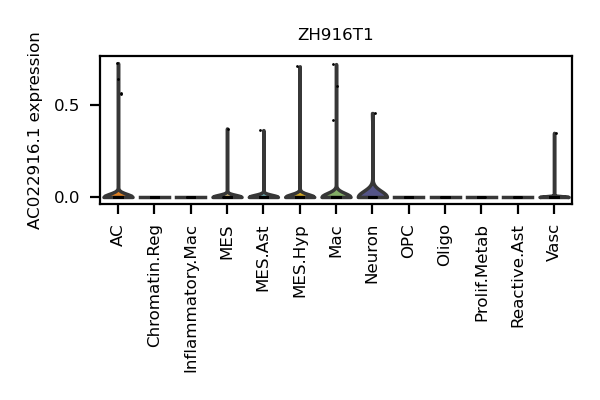 ZH916T1
AC022916.1 expression
0.5
0.0
AC
Chromatin.Reg
Inflammatory.Mac
MES
MES.Ast
MES.Hyp
Mac
Neuron
OPC
Oligo
Prolif.Metab
Reactive.Ast
Vasc